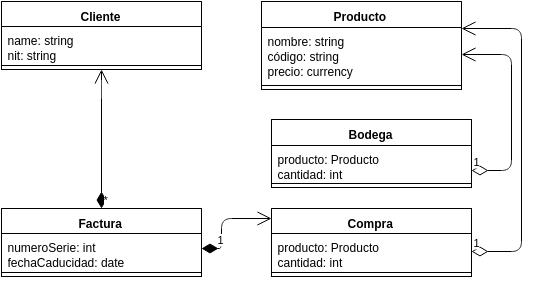 Cliente
name: string
nit: string
Producto
nombre: string
código: string
precio: currency
Bodega
producto: Producto
cantidad: int
1
Factura
numeroSerie: int
fechaCaducidad: date
*
1
Compra
producto: Producto
cantidad: int
1